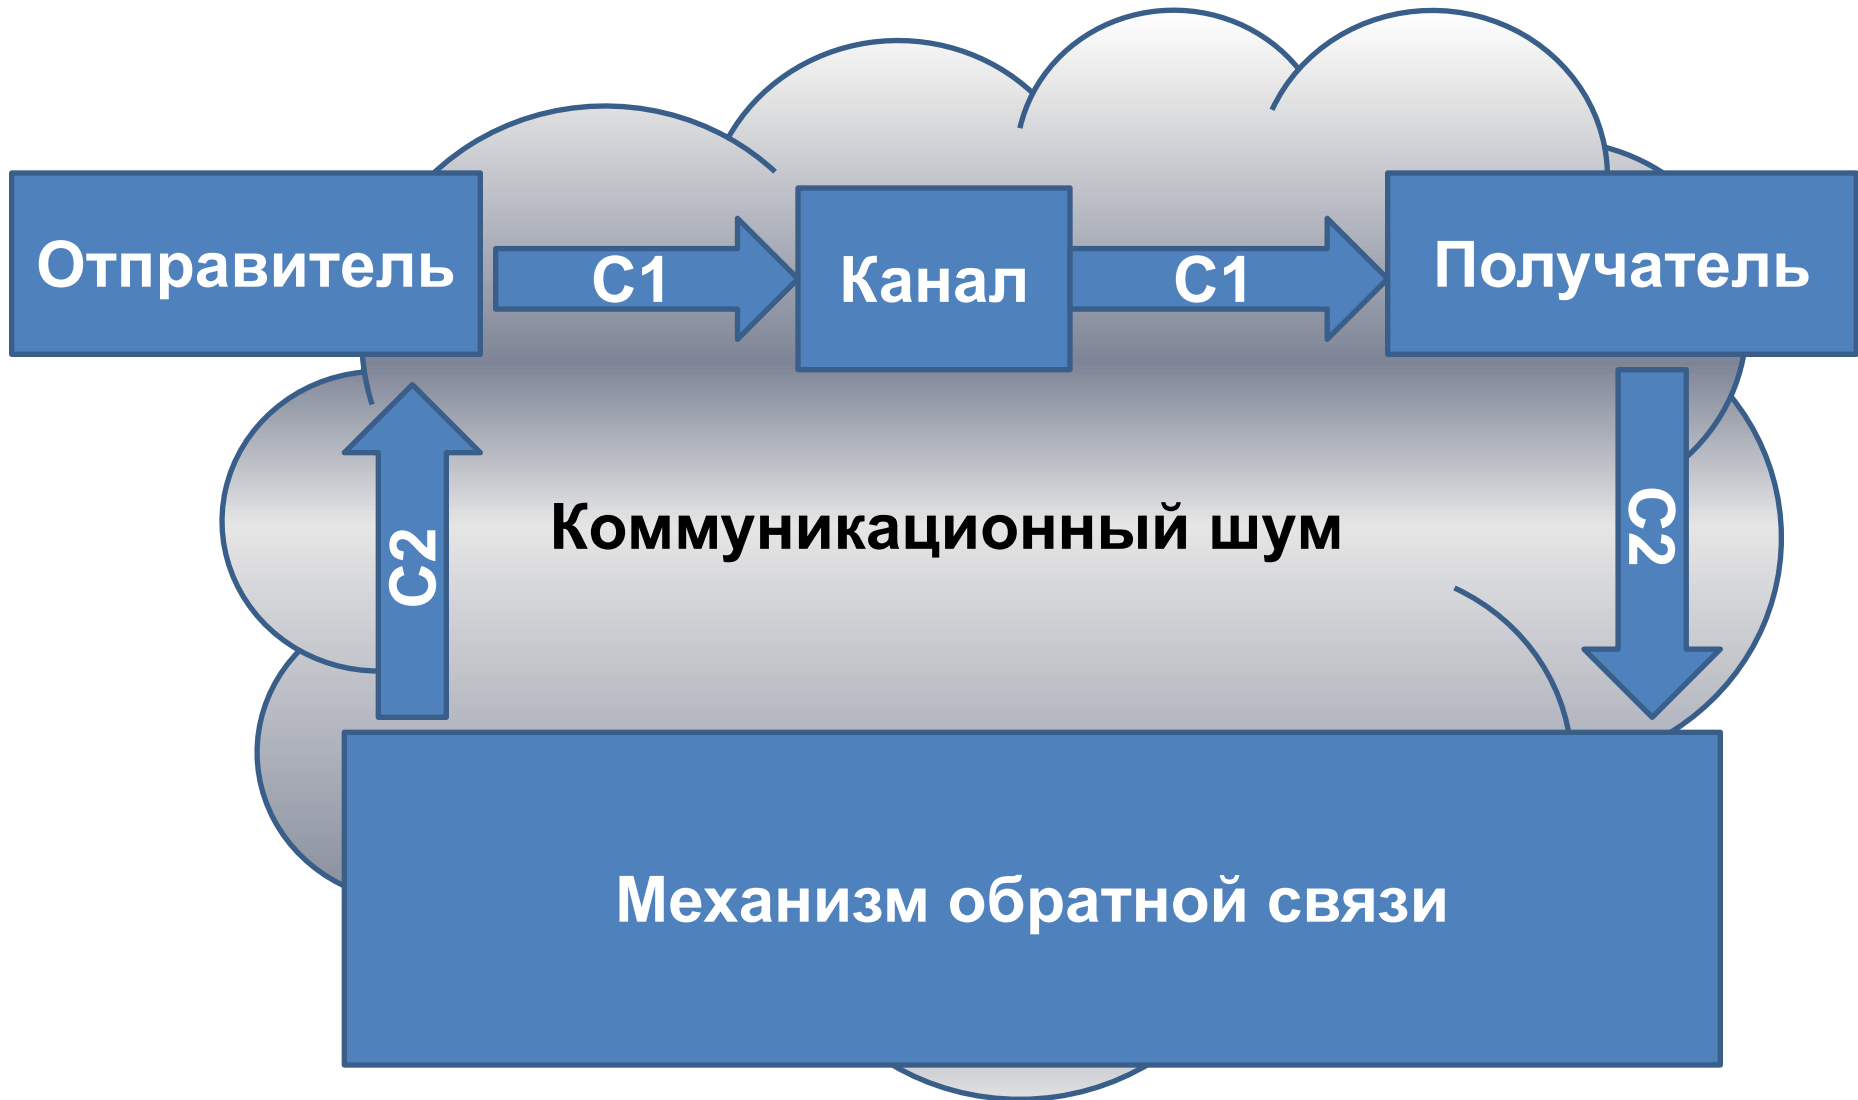 Отправитель
С1
Канал
С1
Получатель
С2
Коммуникационный шум
С2
Механизм обратной связи